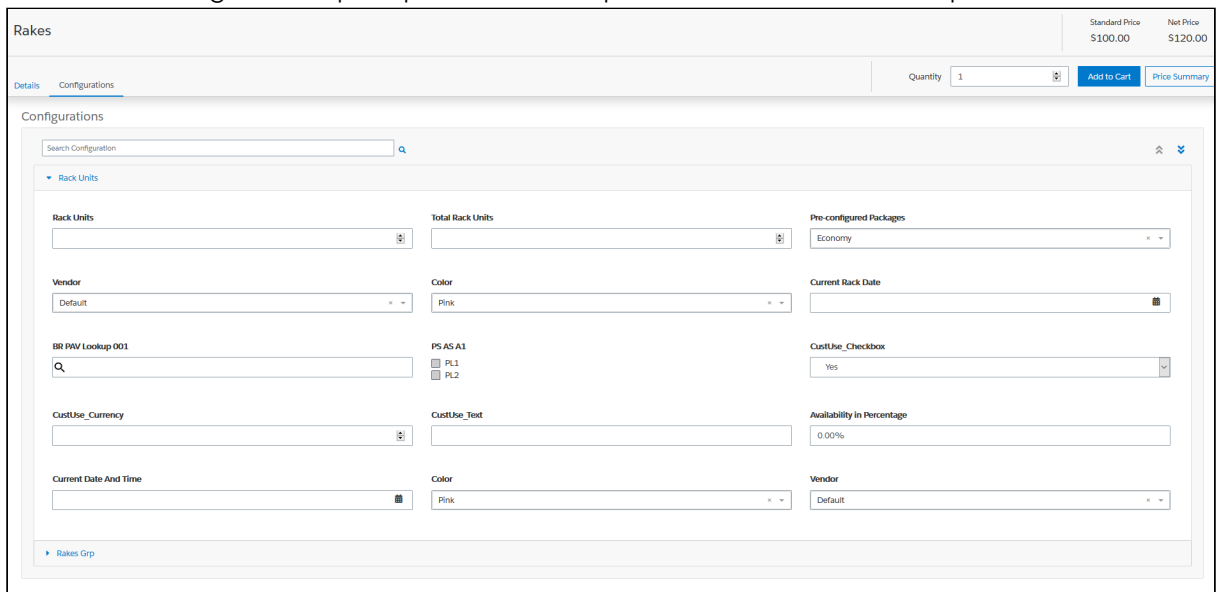 Rakes
Standard Price Net Price
$100.00 $120.00
Details Configurations
Quantity 1 Add to Cart Price Summary
Configurations
Search Configuration
Rack Units
Rack Units Total Rack Units Pre-configured Packages
Economy
Vendor Color Current Rack Date
Default Pink
BR PAV Lookup 001 PS AS A1 CustUse_Checkbox
PL1 Yes
PL2
CustUse_Currency CustUse_Text Availability in Percentage
0.00%
Current Date And Time Color Vendor
Pink Default
Rakes Grp